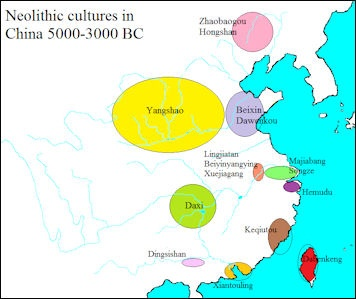 Neolithic cultures in
China 5000-3000 BC
Zhaobaogou
Hongshan
Yangshao
Beixin
Dawenkou
Lingjiatan
Beiyinyangying
Xuejiagang
Majiabang
Songze
Hemudu
Daxi
Keqiutou
Dingsishan
Dabenkeng
Xiantouling